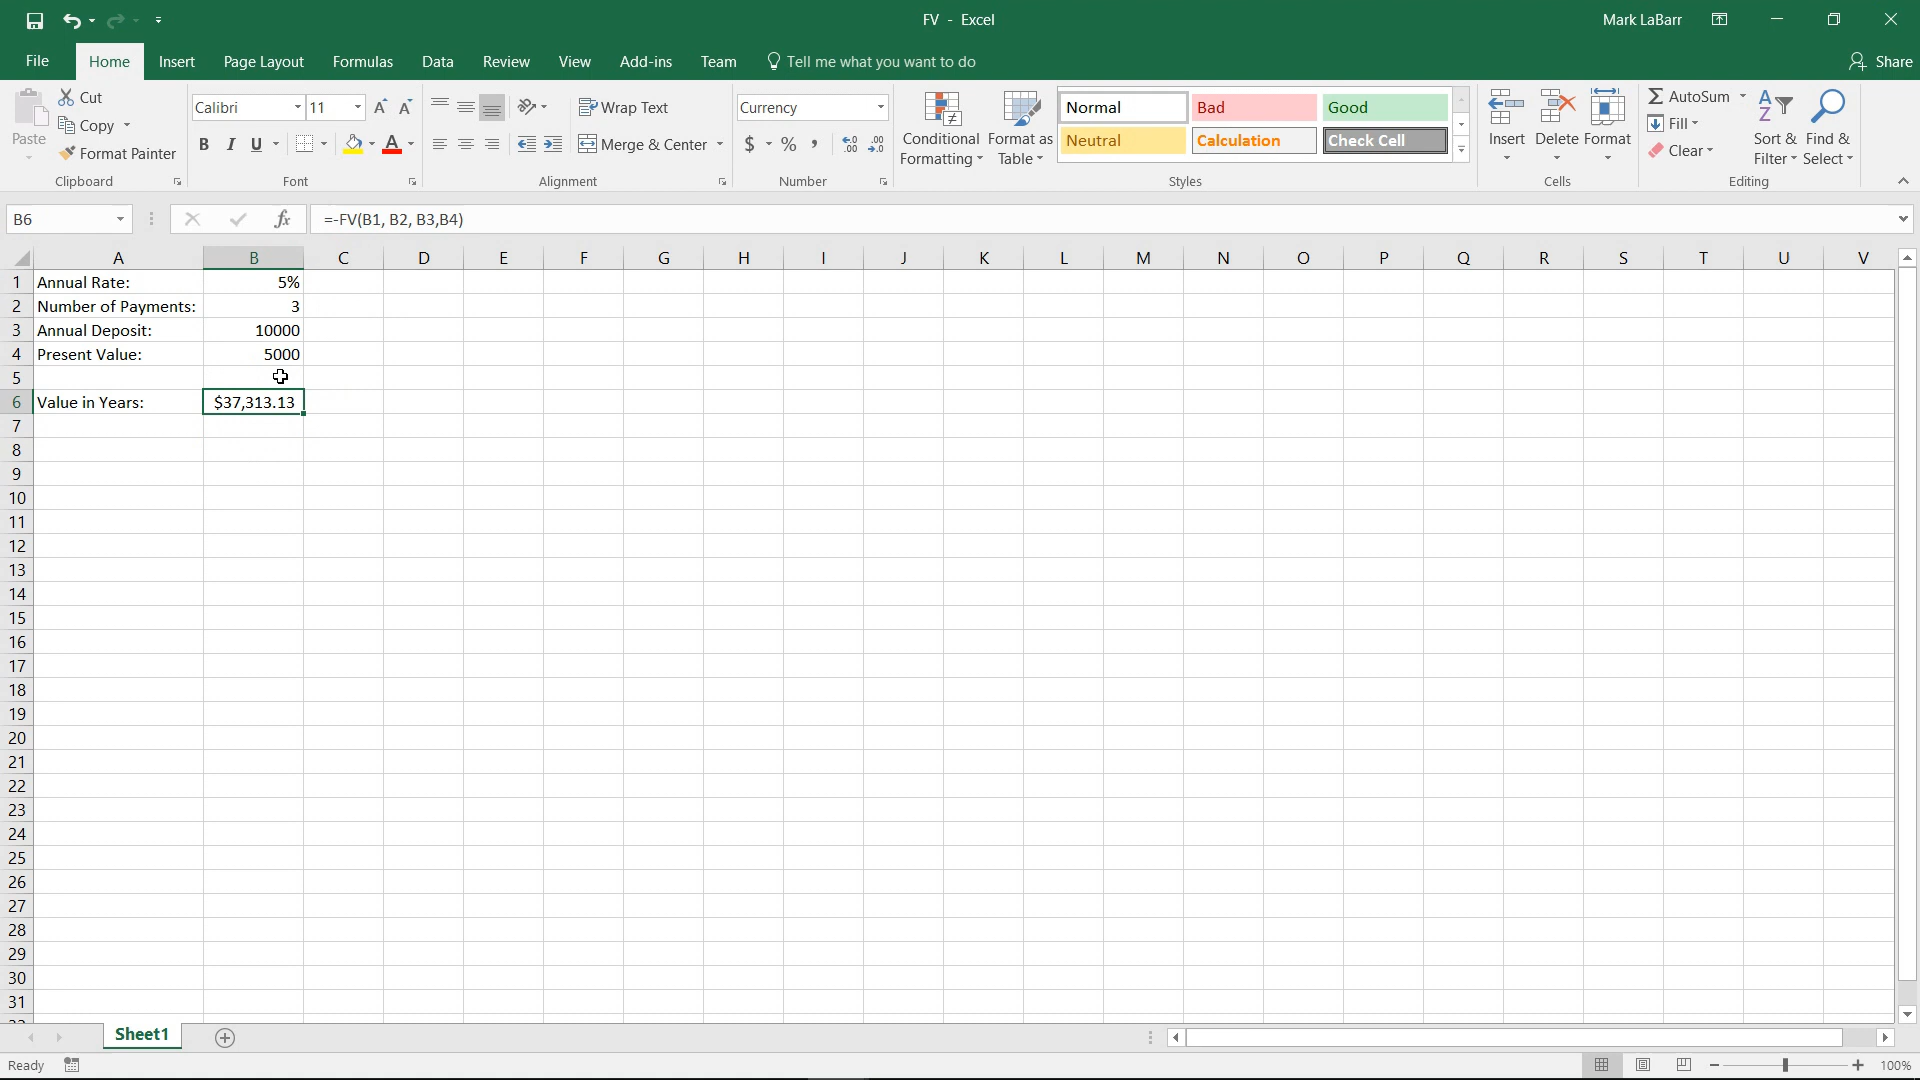 FV - Excel
Mark LaBarr
File Home Insert Page Layout Formulas Data Review View Add-ins Team Tell me what you want to do
Share
Paste
Cut
Copy
Format Painter
Clipboard
Calibri 11 A A
B I U A
Font
Wrap Text
Merge & Center
Alignment
Currency
$ % , .00 .0
Number
Conditional Formatting
Format as Table
Normal Bad Good
Neutral Calculation Check Cell
Styles
Insert Delete Format
Cells
AutoSum
Fill
Clear
Sort & Filter
Find & Select
Editing
B6 fx =-FV(B1, B2, B3,B4)
A B C D E F G H I J K L M N O P Q R S T U V
1 Annual Rate: 5%
2 Number of Payments: 3
3 Annual Deposit: 10000
4 Present Value: 5000
5
6 Value in Years: $37,313.13
7
8
9
10
11
12
13
14
15
16
17
18
19
20
21
22
23
24
25
26
27
28
29
30
31
Sheet1
Ready 100%